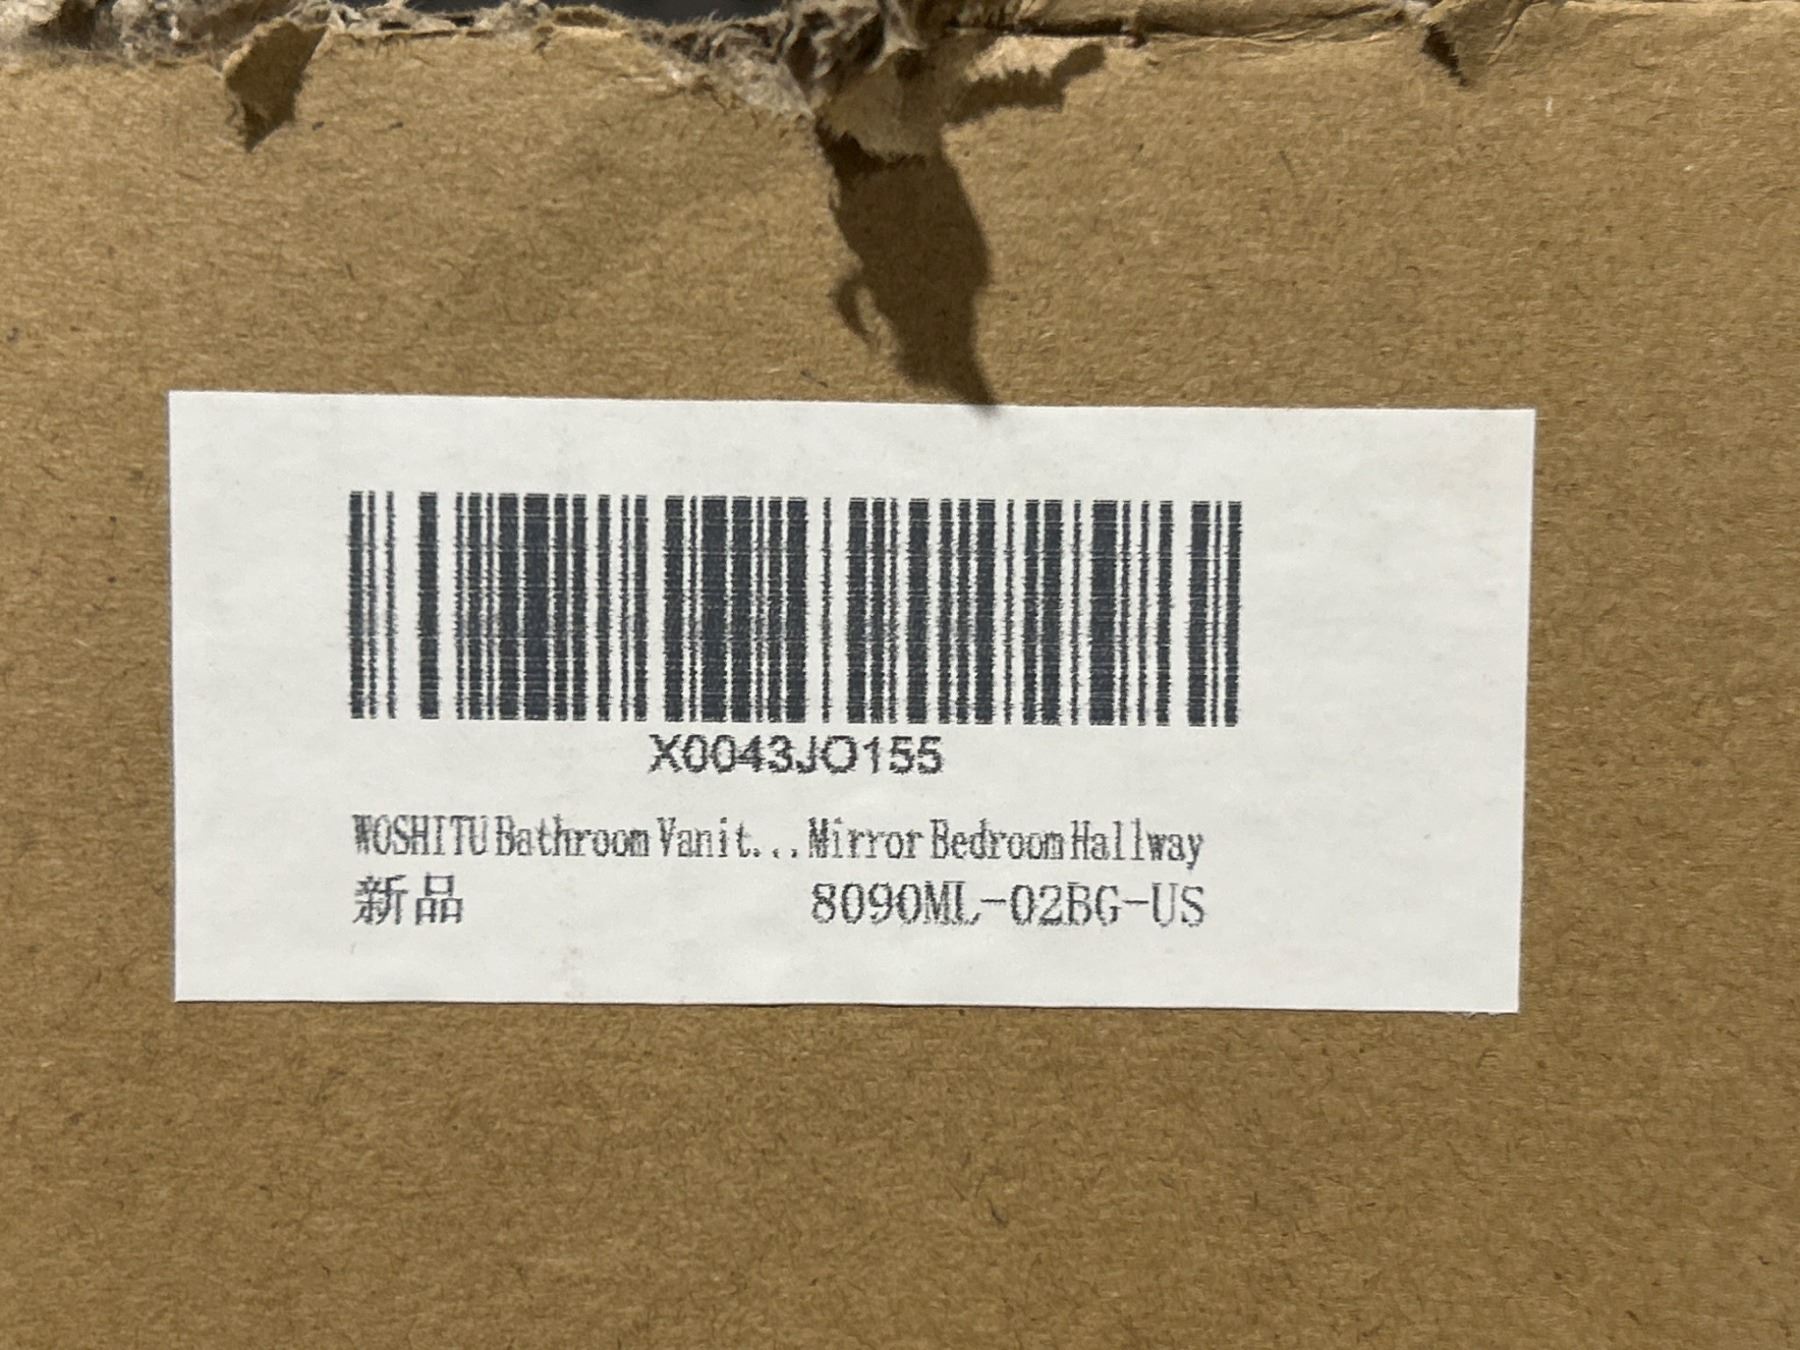 X0043JO155
WOSHITU Bathroom Vanit...Mirror Bedroom Hallway
新品 8090ML-02BG-US